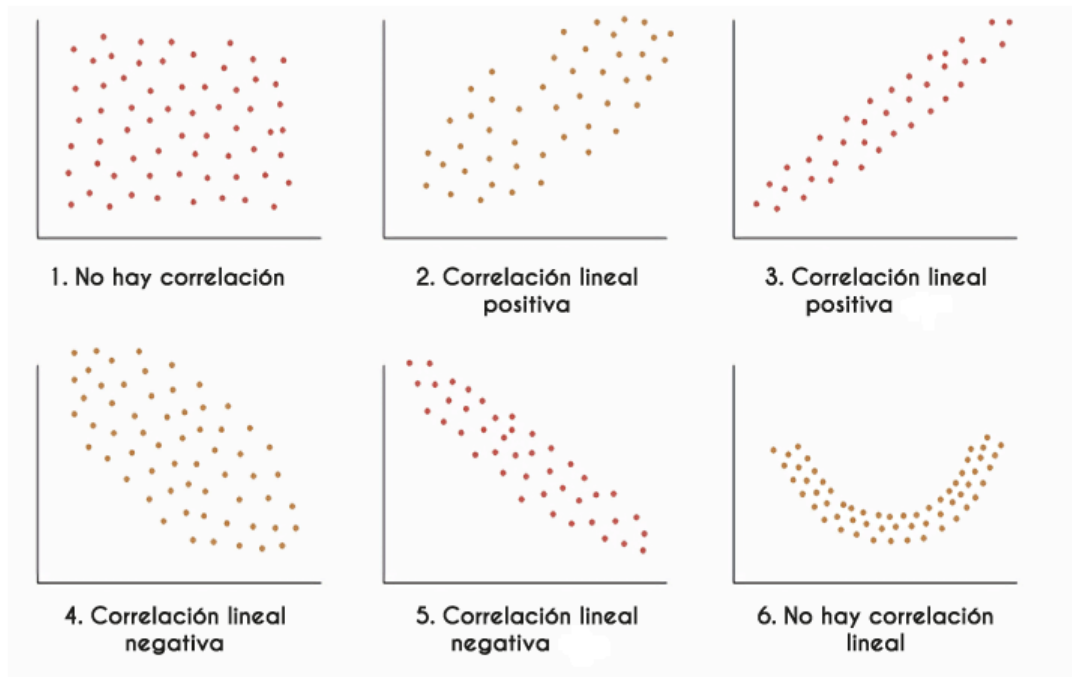 1. No hay correlación
2. Correlación lineal
positiva
3. Correlación lineal
positiva
4. Correlación lineal
negativa
5. Correlación lineal
negativa
6. No hay correlación
lineal